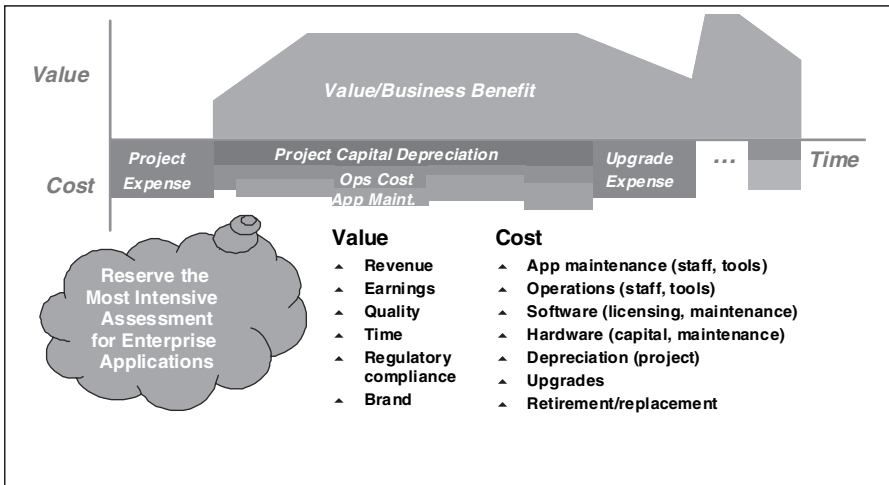 Value
Value/Business Benefit
Project
Expense
Project Capital Depreciation
Ops Cost
App Maint.
Upgrade
Expense
...
Time
Cost
Reserve the
Most Intensive
Assessment
for Enterprise
Applications
Value
Revenue
Earnings
Quality
Time
Regulatory
compliance
Brand
Cost
App maintenance (staff, tools)
Operations (staff, tools)
Software (licensing, maintenance)
Hardware (capital, maintenance)
Depreciation (project)
Upgrades
Retirement/replacement